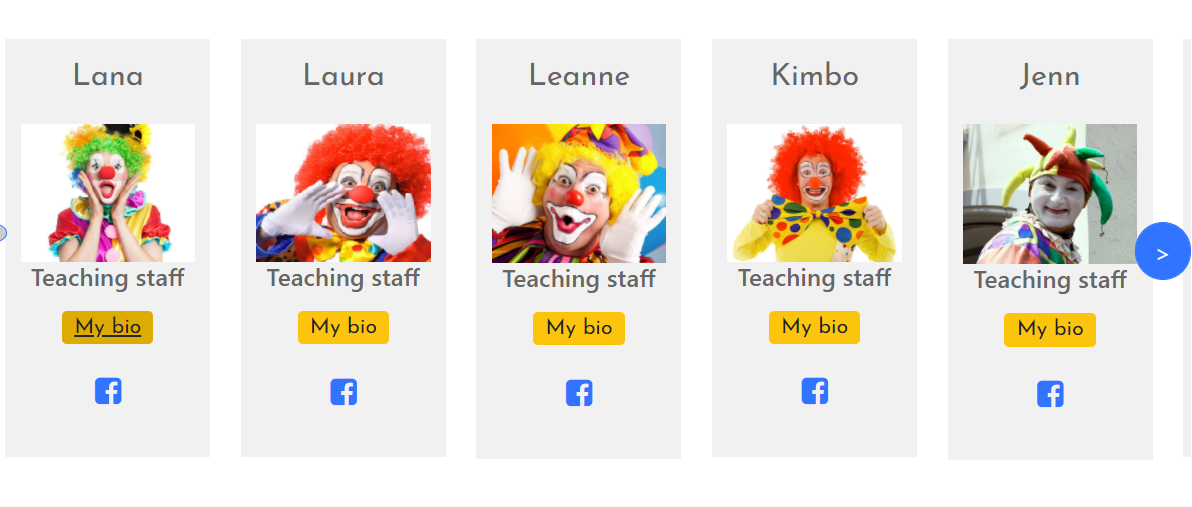 Lana
Teaching staff
My bio
Laura
Teaching staff
My bio
Leanne
Teaching staff
My bio
Kimbo
Teaching staff
My bio
Jenn
Teaching staff
My bio
>